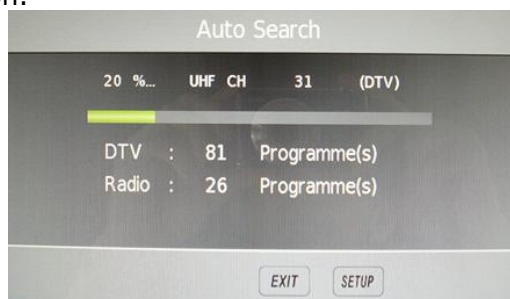 Auto Search
20 %... UHF CH 31 (DTV)
DTV : 81 Programme(s)
Radio : 26 Programme(s)
EXIT SETUP